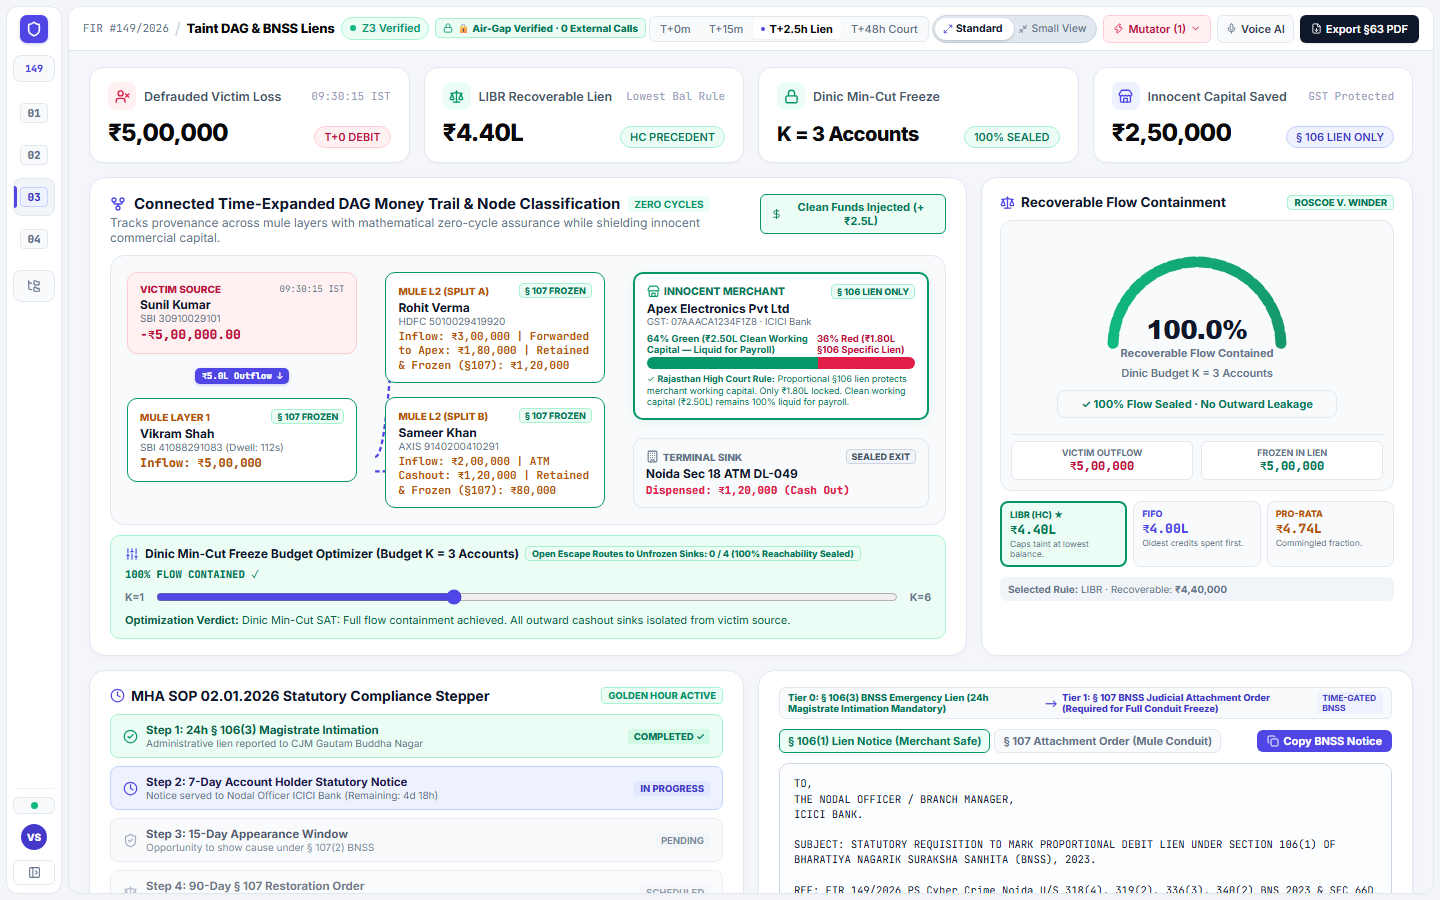 FIR #149/2026 / Taint DAG & BNSS Liens
Z3 Verified
🔒 Air-Gap Verified · 0 External Calls
T+0m
T+15m
• T+2.5h Lien
T+48h Court
Standard
Small View
Mutator (1)
Voice AI
Export §63 PDF
149
01
02
03
04
VS
Defrauded Victim Loss
09:30:15 IST
₹5,00,000
T+0 DEBIT
LIBR Recoverable Lien
Lowest Bal Rule
₹4.40L
HC PRECEDENT
Dinic Min-Cut Freeze
K = 3 Accounts
100% SEALED
Innocent Capital Saved
GST Protected
₹2,50,000
§ 106 LIEN ONLY
Connected Time-Expanded DAG Money Trail & Node Classification
ZERO CYCLES
Tracks provenance across mule layers with mathematical zero-cycle assurance while shielding innocent
commercial capital.
$ Clean Funds Injected (+
₹2.5L)
VICTIM SOURCE
09:30:15 IST
Sunil Kumar
SBI 30910029101
-₹5,00,000.00
₹5.0L Outflow ↓
MULE LAYER 1
§ 107 FROZEN
Vikram Shah
SBI 41088291083 (Dwell: 112s)
Inflow: ₹5,00,000
MULE L2 (SPLIT A)
§ 107 FROZEN
Rohit Verma
HDFC 5010029419920
Inflow: ₹3,00,000 | Forwarded
to Apex: ₹1,80,000 | Retained
& Frozen (§107): ₹1,20,000
MULE L2 (SPLIT B)
§ 107 FROZEN
Sameer Khan
AXIS 9140200410291
Inflow: ₹2,00,000 | ATM
Cashout: ₹1,20,000 | Retained
& Frozen (§107): ₹80,000
INNOCENT MERCHANT
§ 106 LIEN ONLY
Apex Electronics Pvt Ltd
GST: 07AAACA1234F1Z8 · ICICI Bank
64% Green (₹2.50L Clean Working
Capital — Liquid for Payroll)
36% Red (₹1.80L
§106 Specific Lien)
✓ Rajasthan High Court Rule: Proportional §106 lien protects
merchant working capital. Only ₹1.80L locked. Clean working
capital (₹2.50L) remains 100% liquid for payroll.
TERMINAL SINK
SEALED EXIT
Noida Sec 18 ATM DL-049
Dispensed: ₹1,20,000 (Cash Out)
Dinic Min-Cut Freeze Budget Optimizer (Budget K = 3 Accounts)
Open Escape Routes to Unfrozen Sinks: 0 / 4 (100% Reachability Sealed)
100% FLOW CONTAINED ✓
K=1
K=6
Optimization Verdict: Dinic Min-Cut SAT: Full flow containment achieved. All outward cashout sinks isolated from victim source.
Recoverable Flow Containment
ROSCOE V. WINDER
100.0%
Recoverable Flow Contained
Dinic Budget K = 3 Accounts
✓ 100% Flow Sealed · No Outward Leakage
VICTIM OUTFLOW
₹5,00,000
FROZEN IN LIEN
₹5,00,000
LIBR (HC) ★
₹4.40L
Caps taint at lowest
balance.
FIFO
₹4.00L
Oldest credits spent first.
PRO-RATA
₹4.74L
Commingled fraction.
Selected Rule: LIBR · Recoverable: ₹4,40,000
MHA SOP 02.01.2026 Statutory Compliance Stepper
GOLDEN HOUR ACTIVE
Step 1: 24h § 106(3) Magistrate Intimation
Administrative lien reported to CJM Gautam Buddha Nagar
COMPLETED ✓
Step 2: 7-Day Account Holder Statutory Notice
Notice served to Nodal Officer ICICI Bank (Remaining: 4d 18h)
IN PROGRESS
Step 3: 15-Day Appearance Window
Opportunity to show cause under § 107(2) BNSS
PENDING
Step 4: 90-Day § 107 Restoration Order
SCHEDULED
Tier 0: § 106(3) BNSS Emergency Lien (24h
Magistrate Intimation Mandatory)
→ Tier 1: § 107 BNSS Judicial Attachment Order
(Required for Full Conduit Freeze)
TIME-GATED
BNSS
§ 106(1) Lien Notice (Merchant Safe)
§ 107 Attachment Order (Mule Conduit)
Copy BNSS Notice
TO,
THE NODAL OFFICER / BRANCH MANAGER,
ICICI BANK.
SUBJECT: STATUTORY REQUISITION TO MARK PROPORTIONAL DEBIT LIEN UNDER SECTION 106(1) OF
BHARATIYA NAGARIK SURAKSHA SANHITA (BNSS), 2023.
REF: FIR 149/2026 PS Cyber Crime Noida U/S 318(4), 319(2), 336(3), 340(2) BNS 2023 & SEC 66D